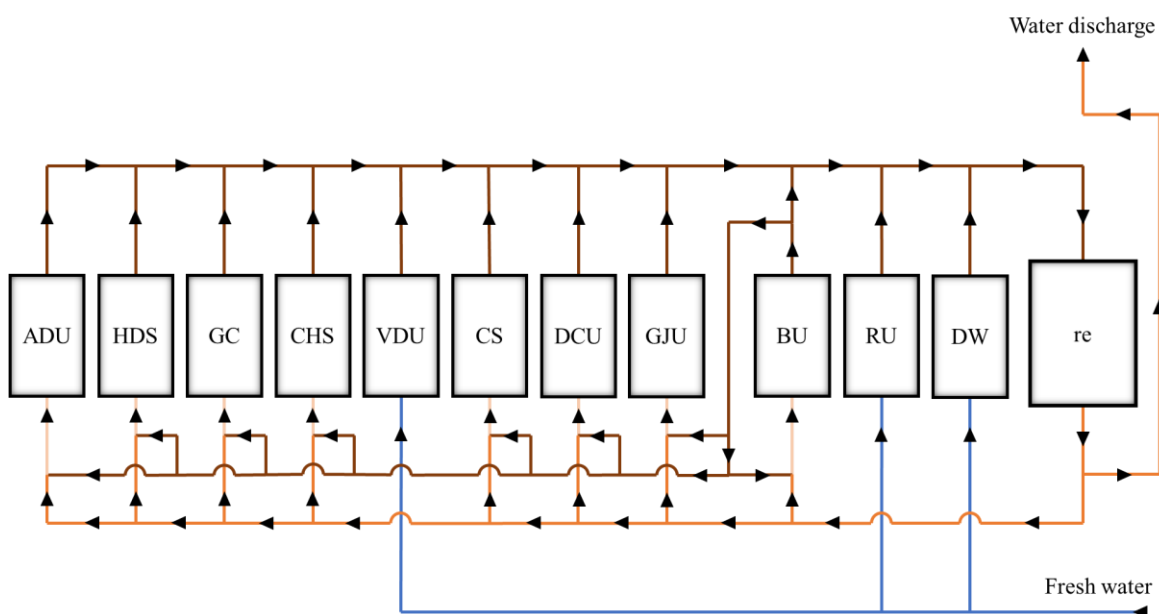 Water discharge
ADU
HDS
GC
CHS
VDU
CS
DCU
GJU
BU
RU
DW
re
Fresh water